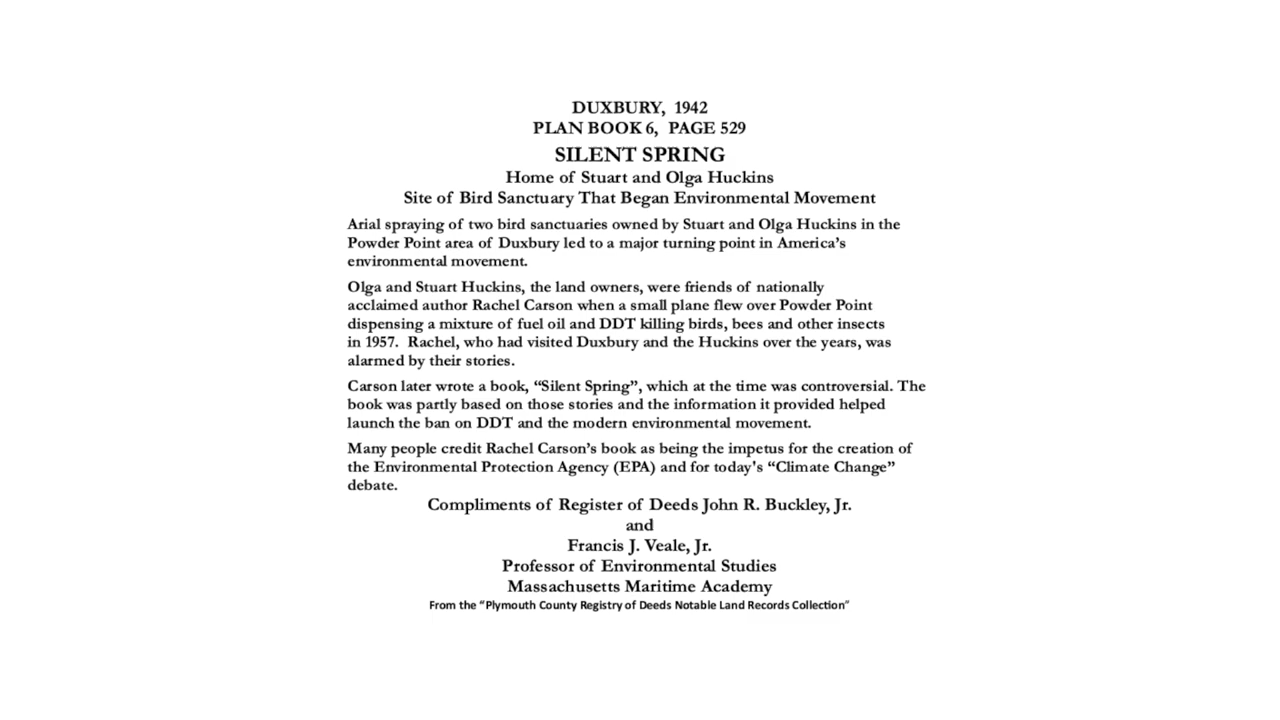 DUXBURY, 1942
PLAN BOOK 6, PAGE 529
SILENT SPRING
Home of Stuart and Olga Huckins
Site of Bird Sanctuary That Began Environmental Movement
Arial spraying of two bird sanctuaries owned by Stuart and Olga Huckins in the
Powder Point area of Duxbury led to a major turning point in America’s
environmental movement.
Olga and Stuart Huckins, the land owners, were friends of nationally
acclaimed author Rachel Carson when a small plane flew over Powder Point
dispensing a mixture of fuel oil and DDT killing birds, bees and other insects
in 1957. Rachel, who had visited Duxbury and the Huckins over the years, was
alarmed by their stories.
Carson later wrote a book, “Silent Spring”, which at the time was controversial. The
book was partly based on those stories and the information it provided helped
launch the ban on DDT and the modern environmental movement.
Many people credit Rachel Carson’s book as being the impetus for the creation of
the Environmental Protection Agency (EPA) and for today's “Climate Change”
debate.
Compliments of Register of Deeds John R. Buckley, Jr.
and
Francis J. Veale, Jr.
Professor of Environmental Studies
Massachusetts Maritime Academy
From the “Plymouth County Registry of Deeds Notable Land Records Collection”